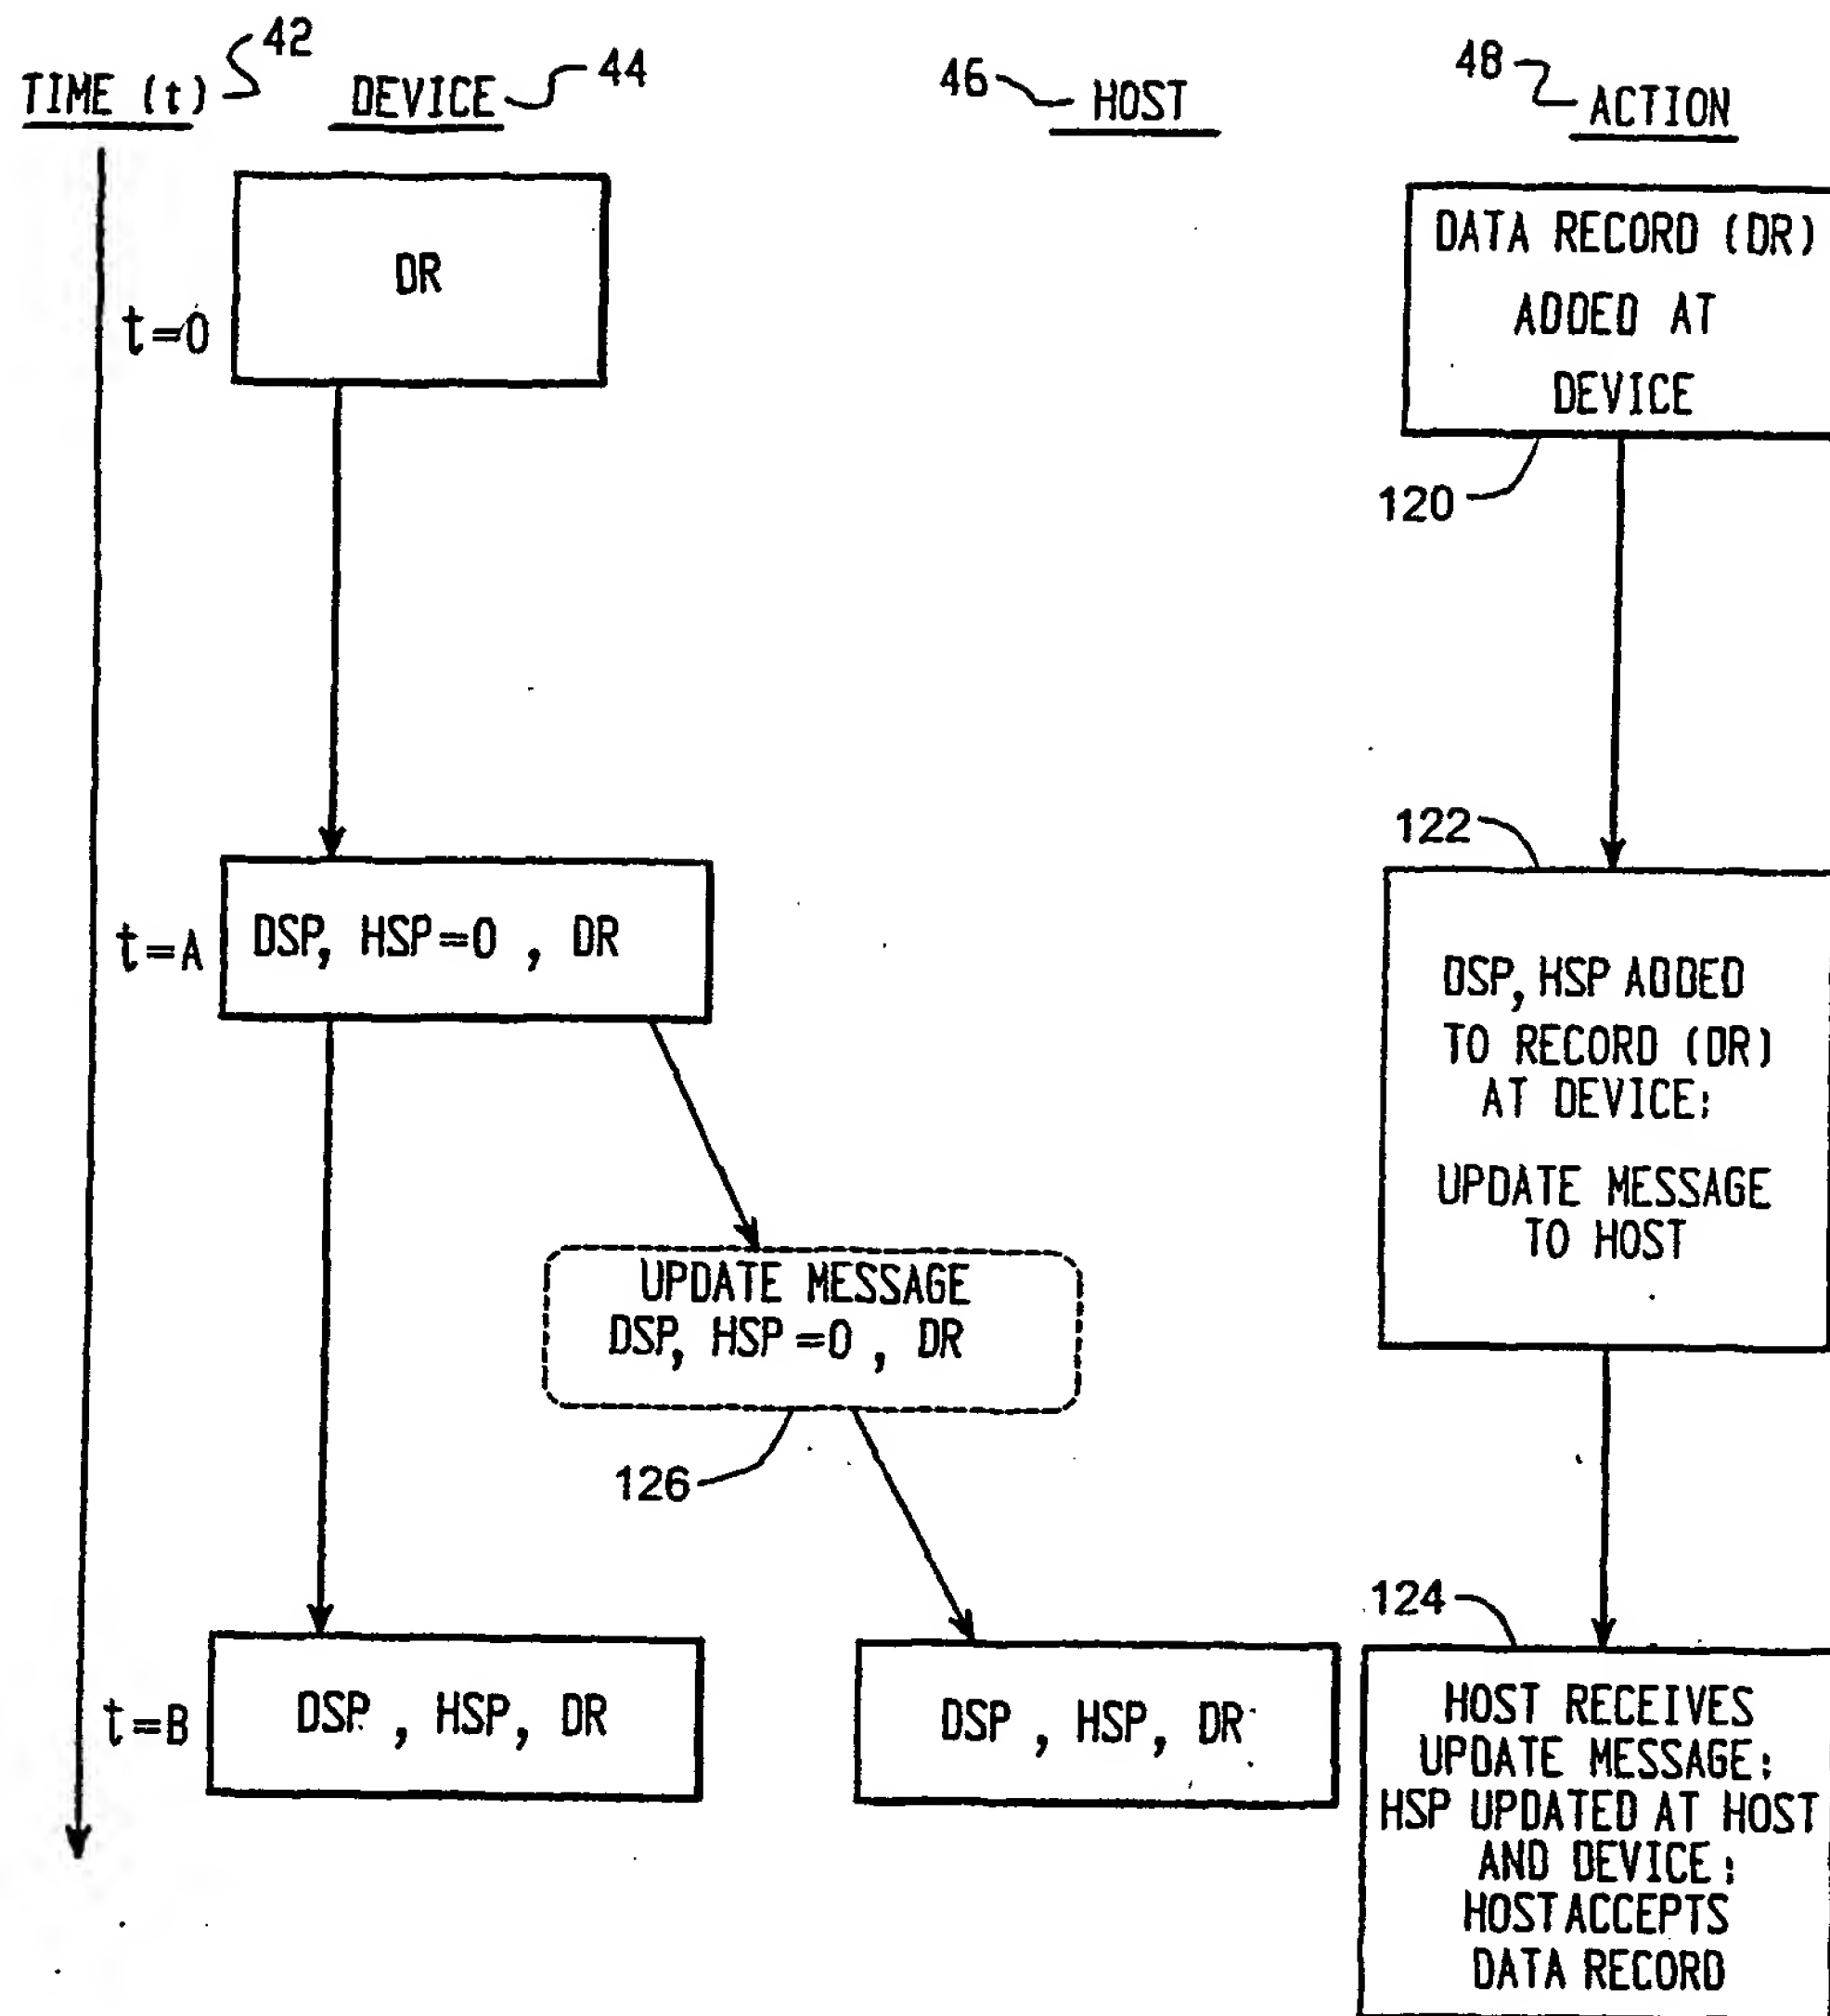 TIME (t) 42
DEVICE 44
46 HOST
48 ACTION
DR
t=0
DATA RECORD (DR)
ADDED AT
DEVICE
120
122
t=A
DSP, HSP=0 , DR
DSP, HSP ADDED
TO RECORD (DR)
AT DEVICE;
UPDATE MESSAGE
TO HOST
UPDATE MESSAGE
DSP, HSP=0 , DR
126
124
t=B
DSP , HSP, DR
DSP , HSP, DR
HOST RECEIVES
UPDATE MESSAGE;
HSP UPDATED AT HOST
AND DEVICE;
HOST ACCEPTS
DATA RECORD